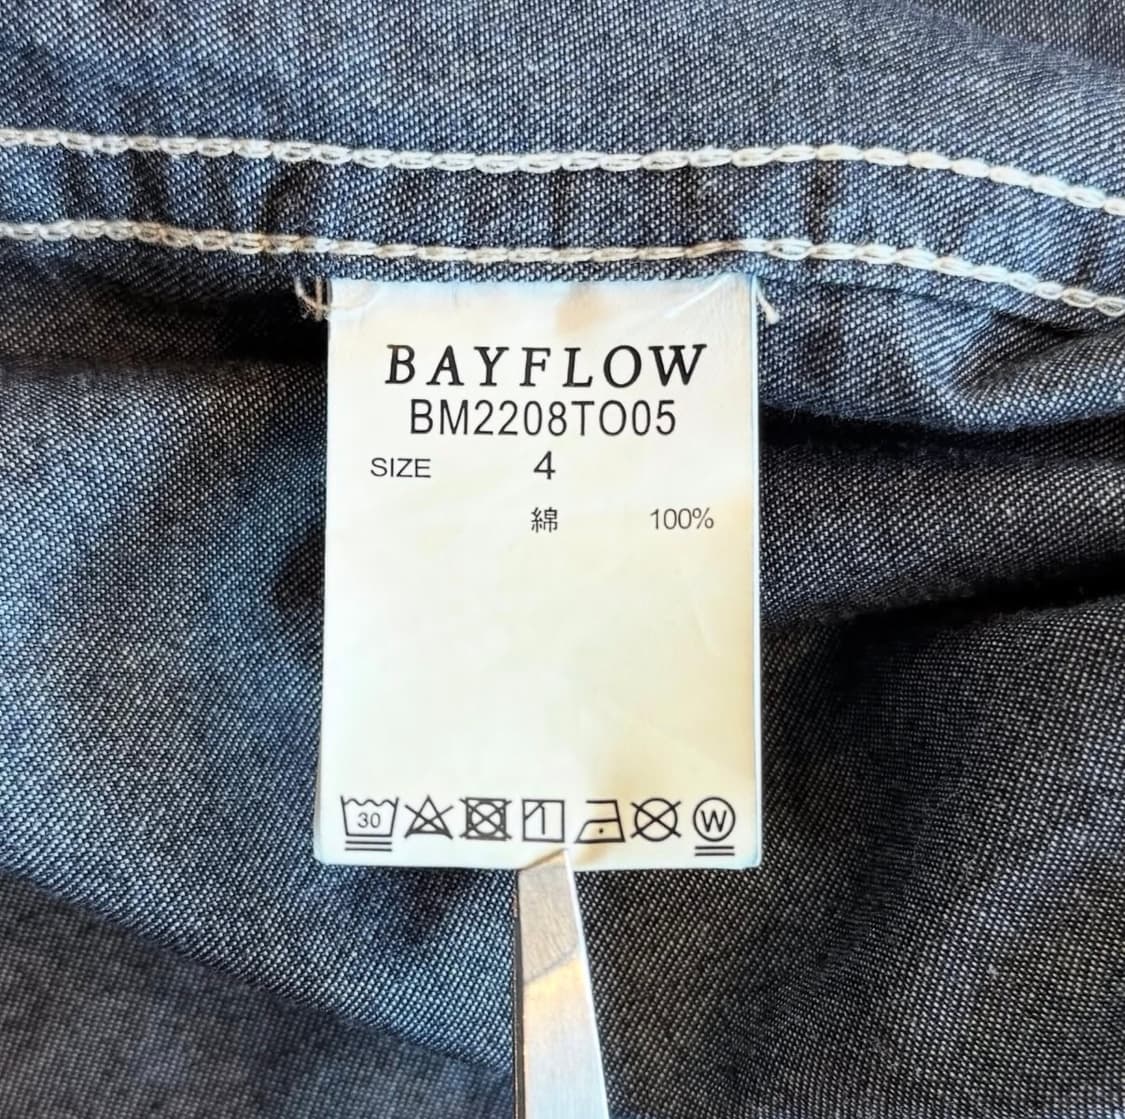 BAYFLOW
BM2208TO05
SIZE 4
綿 100%
30 W